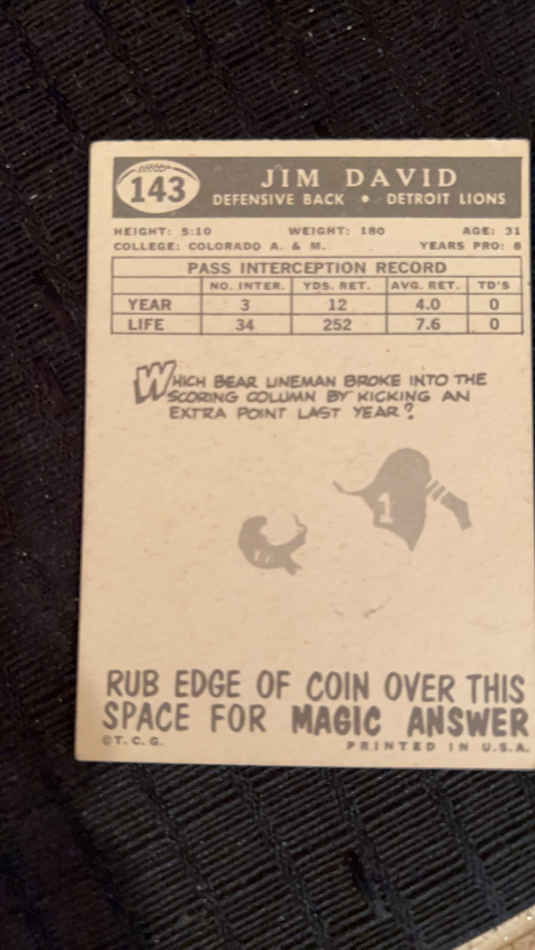 143
JIM DAVID
DEFENSIVE BACK • DETROIT LIONS
HEIGHT: 5:10 WEIGHT: 180 AGE: 31
COLLEGE: COLORADO A. & M. YEARS PRO: 8
PASS INTERCEPTION RECORD
NO. INTER. YDS. RET. AVG. RET. TD'S
YEAR 3 12 4.0 0
LIFE 34 252 7.6 0
WHICH BEAR LINEMAN BROKE INTO THE
SCORING COLUMN BY KICKING AN
EXTRA POINT LAST YEAR?
1
RUB EDGE OF COIN OVER THIS
SPACE FOR MAGIC ANSWER
©T.C.G. PRINTED IN U.S.A.